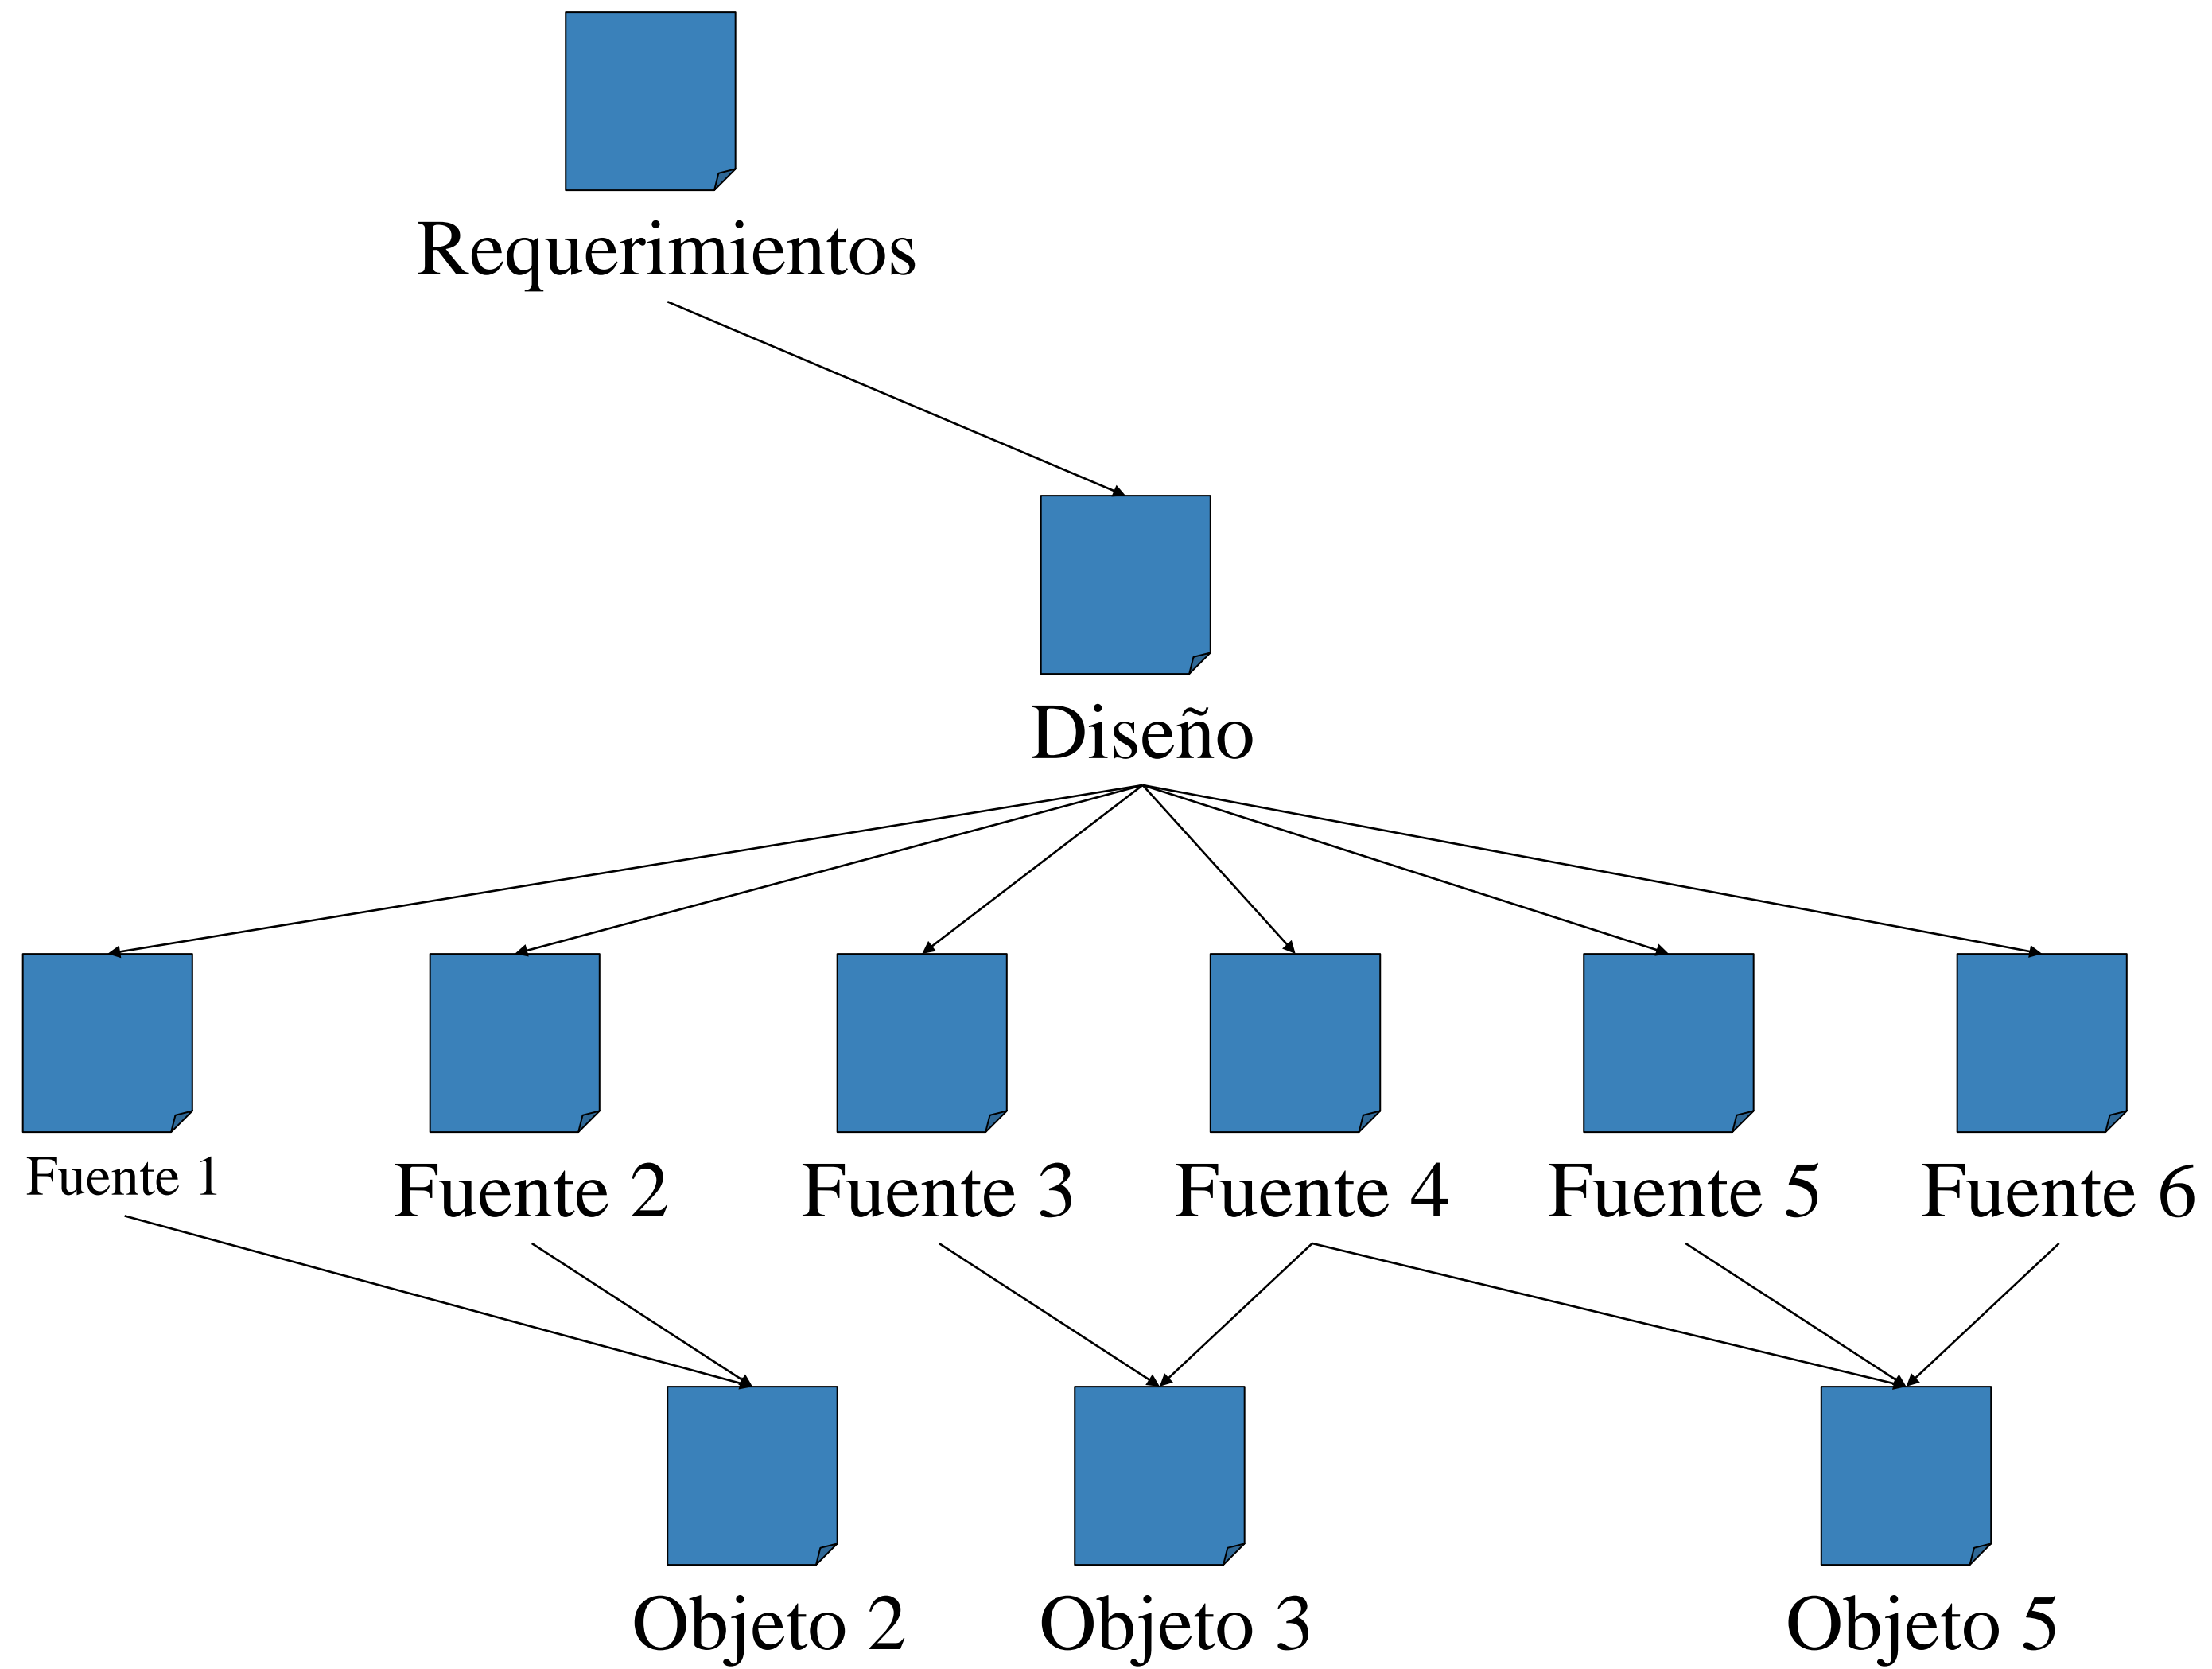 Requerimientos
Diseño
Fuente 1
Fuente 2
Fuente 3
Fuente 4
Fuente 5
Fuente 6
Objeto 2
Objeto 3
Objeto 5